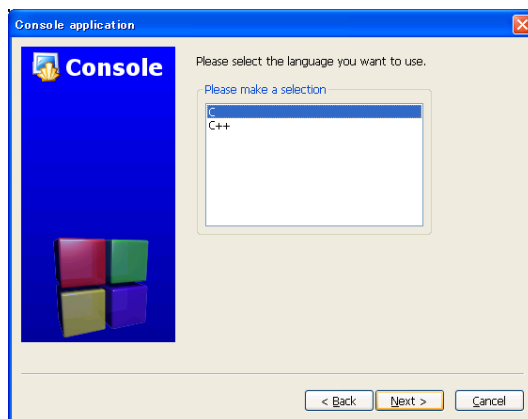 Console application
Console
Please select the language you want to use.
Please make a selection
C
C++
< Back
Next >
Cancel